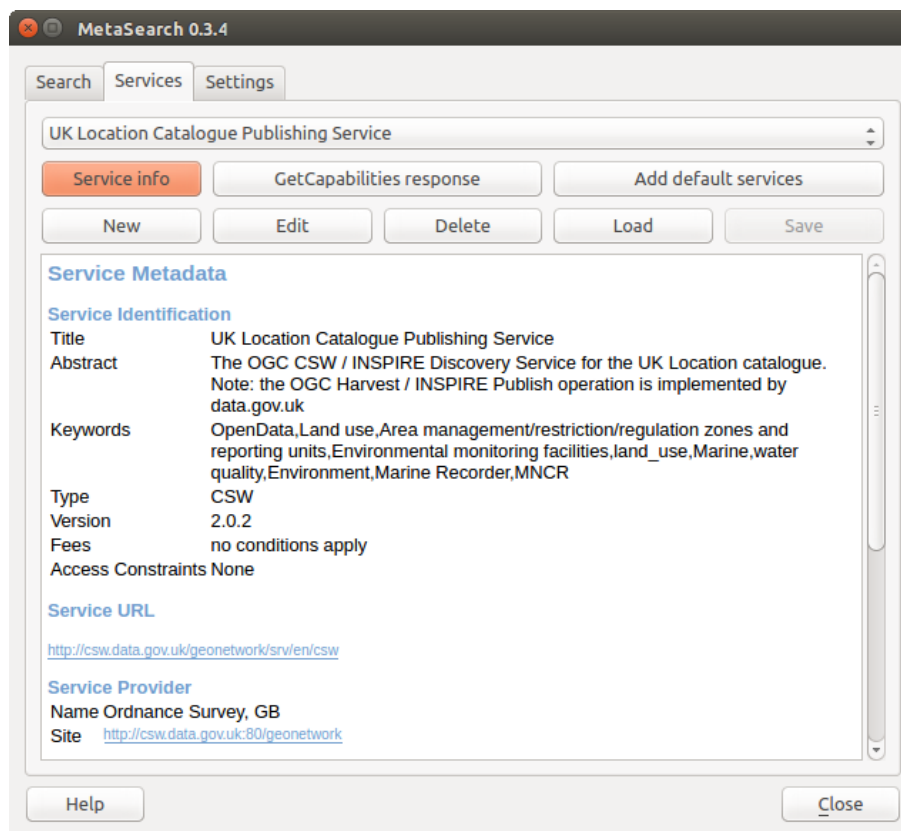 MetaSearch 0.3.4
Search Services Settings
UK Location Catalogue Publishing Service
Service info GetCapabilities response Add default services
New Edit Delete Load Save
Service Metadata
Service Identification
Title UK Location Catalogue Publishing Service
Abstract The OGC CSW / INSPIRE Discovery Service for the UK Location catalogue.
Note: the OGC Harvest / INSPIRE Publish operation is implemented by
data.gov.uk
Keywords OpenData,Land use,Area management/restriction/regulation zones and
reporting units,Environmental monitoring facilities,land_use,Marine,water
quality,Environment,Marine Recorder,MNCR
Type CSW
Version 2.0.2
Fees no conditions apply
Access Constraints None
Service URL
http://csw.data.gov.uk/geonetwork/srv/en/csw
Service Provider
Name Ordnance Survey, GB
Site http://csw.data.gov.uk:80/geonetwork
Help Close